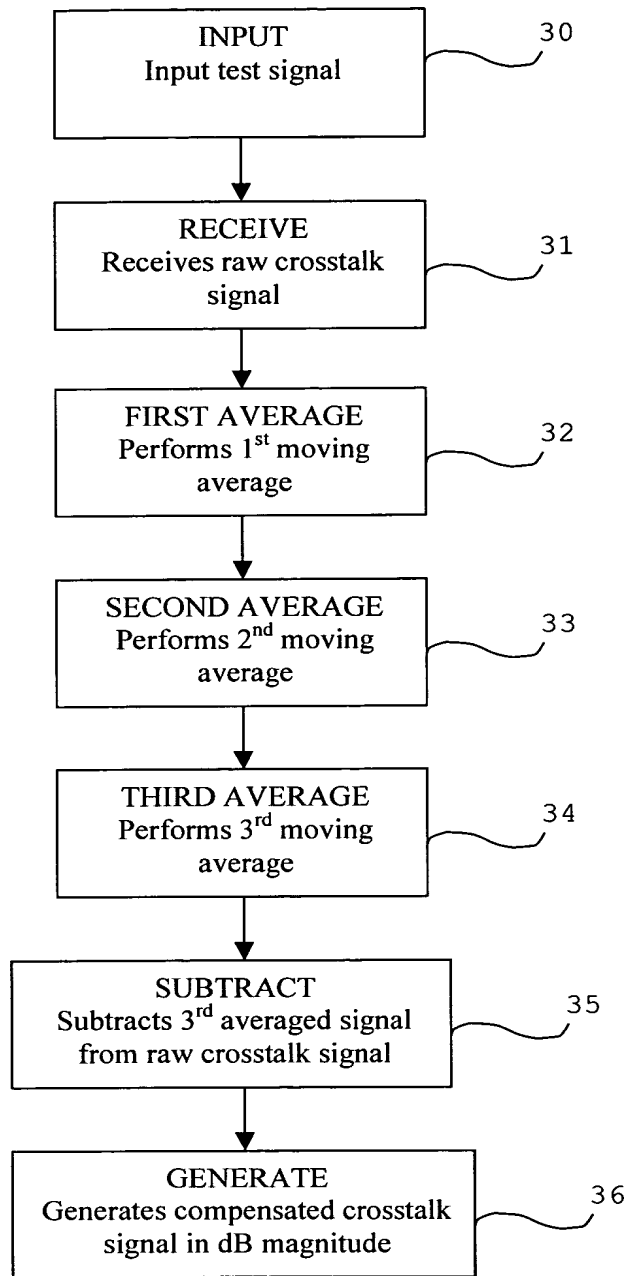 INPUT
Input test signal
30
RECEIVE
Receives raw crosstalk
signal
31
FIRST AVERAGE
Performs 1st moving
average
32
SECOND AVERAGE
Performs 2nd moving
average
33
THIRD AVERAGE
Performs 3rd moving
average
34
SUBTRACT
Subtracts 3rd averaged signal
from raw crosstalk signal
35
GENERATE
Generates compensated crosstalk
signal in dB magnitude
36